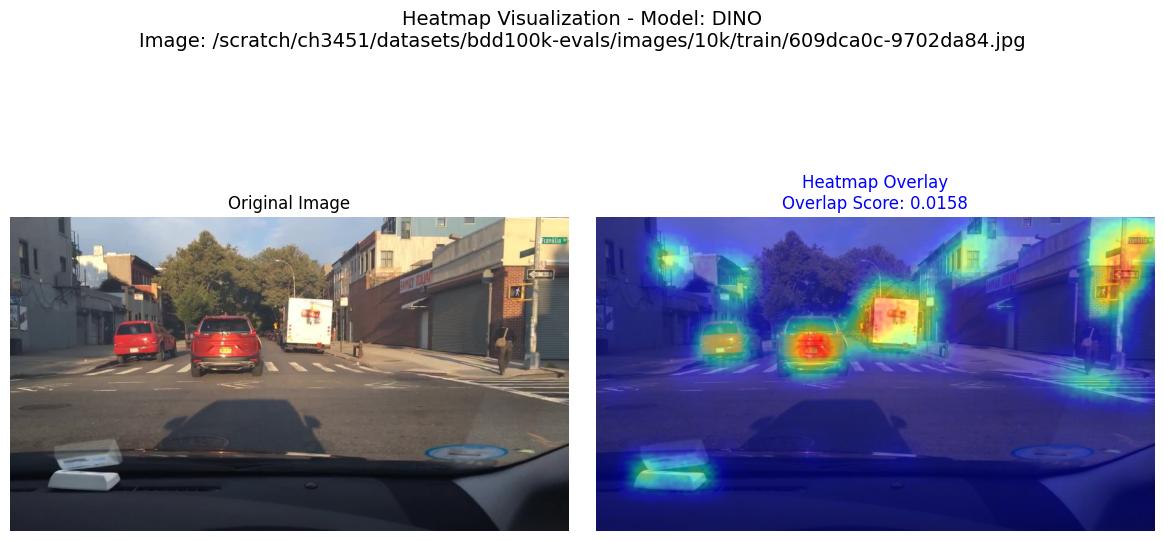 Heatmap Visualization - Model: DINO
Image: /scratch/ch3451/datasets/bdd100k-evals/images/10k/train/609dca0c-9702da84.jpg
Original Image
Heatmap Overlay
Overlap Score: 0.0158
Franklin